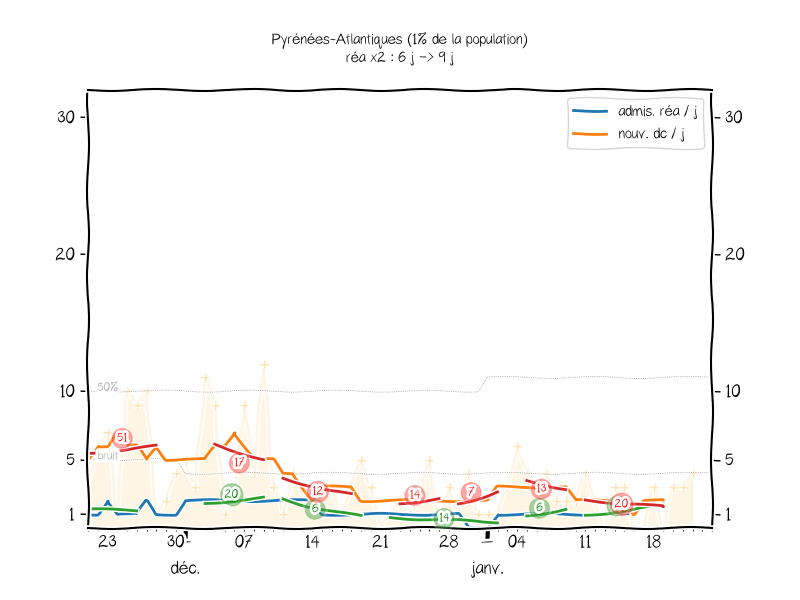 Pyrénées-Atlantiques (1% de la population)
réa x2 : 6 j -> 9 j
admis. réa / j
nouv. dc / j
30 30
20 20
10 10
5 5
1 1
50%
bruit
51
17
20
12
6
14
14
7
13
6
20
23 30 07 14 21 28 04 11 18
déc. janv.